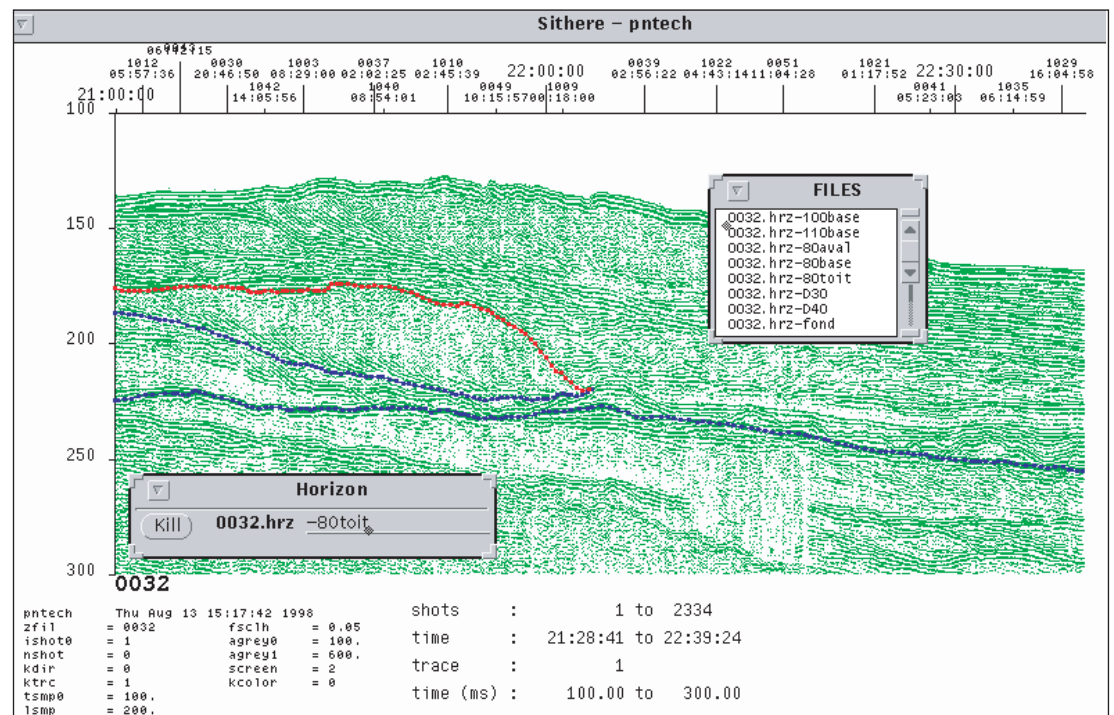 Sithere – pntech
1012 0030 1003 0037 1010 0039 1022 0051 1021 1029
05:57:36 20:46:50 08:29:00 02:02:25 02:45:39 22:00:00 02:56:22 04:43:14 11:04:28 01:17:52 22:30:00 16:04:58
1042 1040 0049 1009 0041 1035
21:00:00 14:05:56 08:54:01 10:15:57 00:18:00 05:23:03 06:14:59
100
150
200
250
300
FILES
0032.hrz-100base
0032.hrz-110base
0032.hrz-80aval
0032.hrz-80base
0032.hrz-80toit
0032.hrz-D30
0032.hrz-D40
0032.hrz-fond
Horizon
Kill 0032.hrz -80toit
0032
pntech Thu Aug 13 15:17:42 1998
zfil = 0032 fsclh = 0.05
ishot0 = 1 agrey0 = 100.
nshot = 0 agrey1 = 600.
kdir = 0 screen = 2
ktrc = 1 kcolor = 0
tsmp0 = 100.
lsmp = 200.
shots : 1 to 2334
time : 21:28:41 to 22:39:24
trace : 1
time (ms) : 100.00 to 300.00